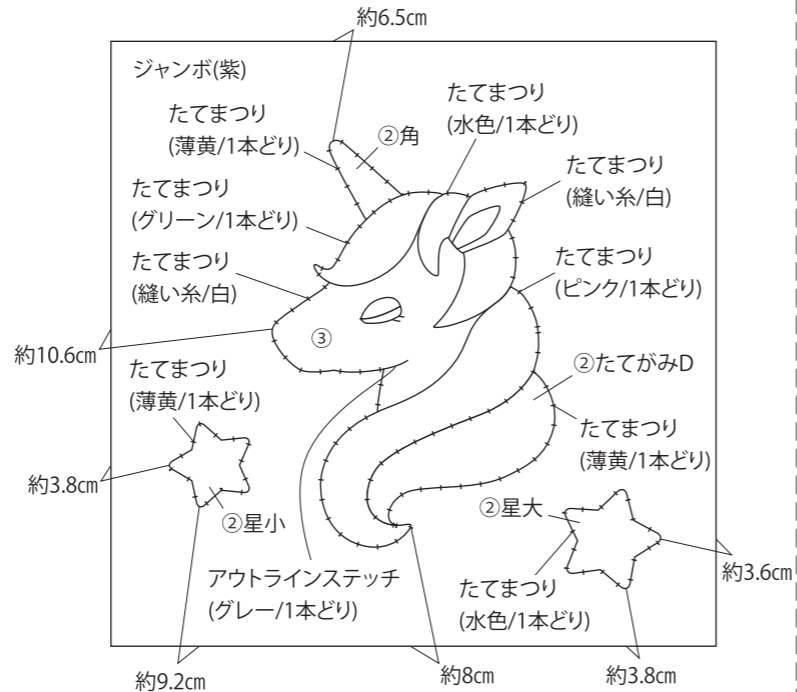 約6.5㎝
ジャンボ(紫)
たてまつり
(薄黄/1本どり)
②角
たてまつり
(水色/1本どり)
たてまつり
(グリーン/1本どり)
たてまつり
(縫い糸/白)
たてまつり
(縫い糸/白)
たてまつり
(ピンク/1本どり)
③
約10.6㎝
たてまつり
(薄黄/1本どり)
②たてがみD
たてまつり
(薄黄/1本どり)
約3.8㎝
②星小
②星大
アウトラインステッチ
(グレー/1本どり)
たてまつり
(水色/1本どり)
約3.6㎝
約9.2㎝
約8㎝
約3.8㎝